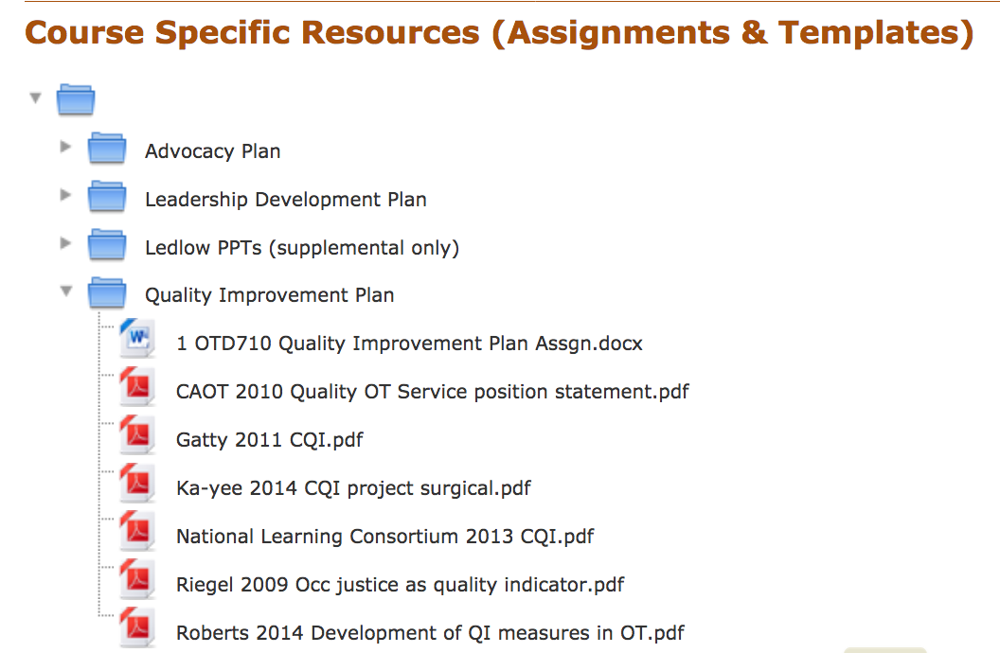 Course Specific Resources (Assignments & Templates)
Advocacy Plan
Leadership Development Plan
Ledlow PPTs (supplemental only)
Quality Improvement Plan
1 OTD710 Quality Improvement Plan Assgn.docx
CAOT 2010 Quality OT Service position statement.pdf
Gatty 2011 CQI.pdf
Ka-yee 2014 CQI project surgical.pdf
National Learning Consortium 2013 CQI.pdf
Riegel 2009 Occ justice as quality indicator.pdf
Roberts 2014 Development of QI measures in OT.pdf